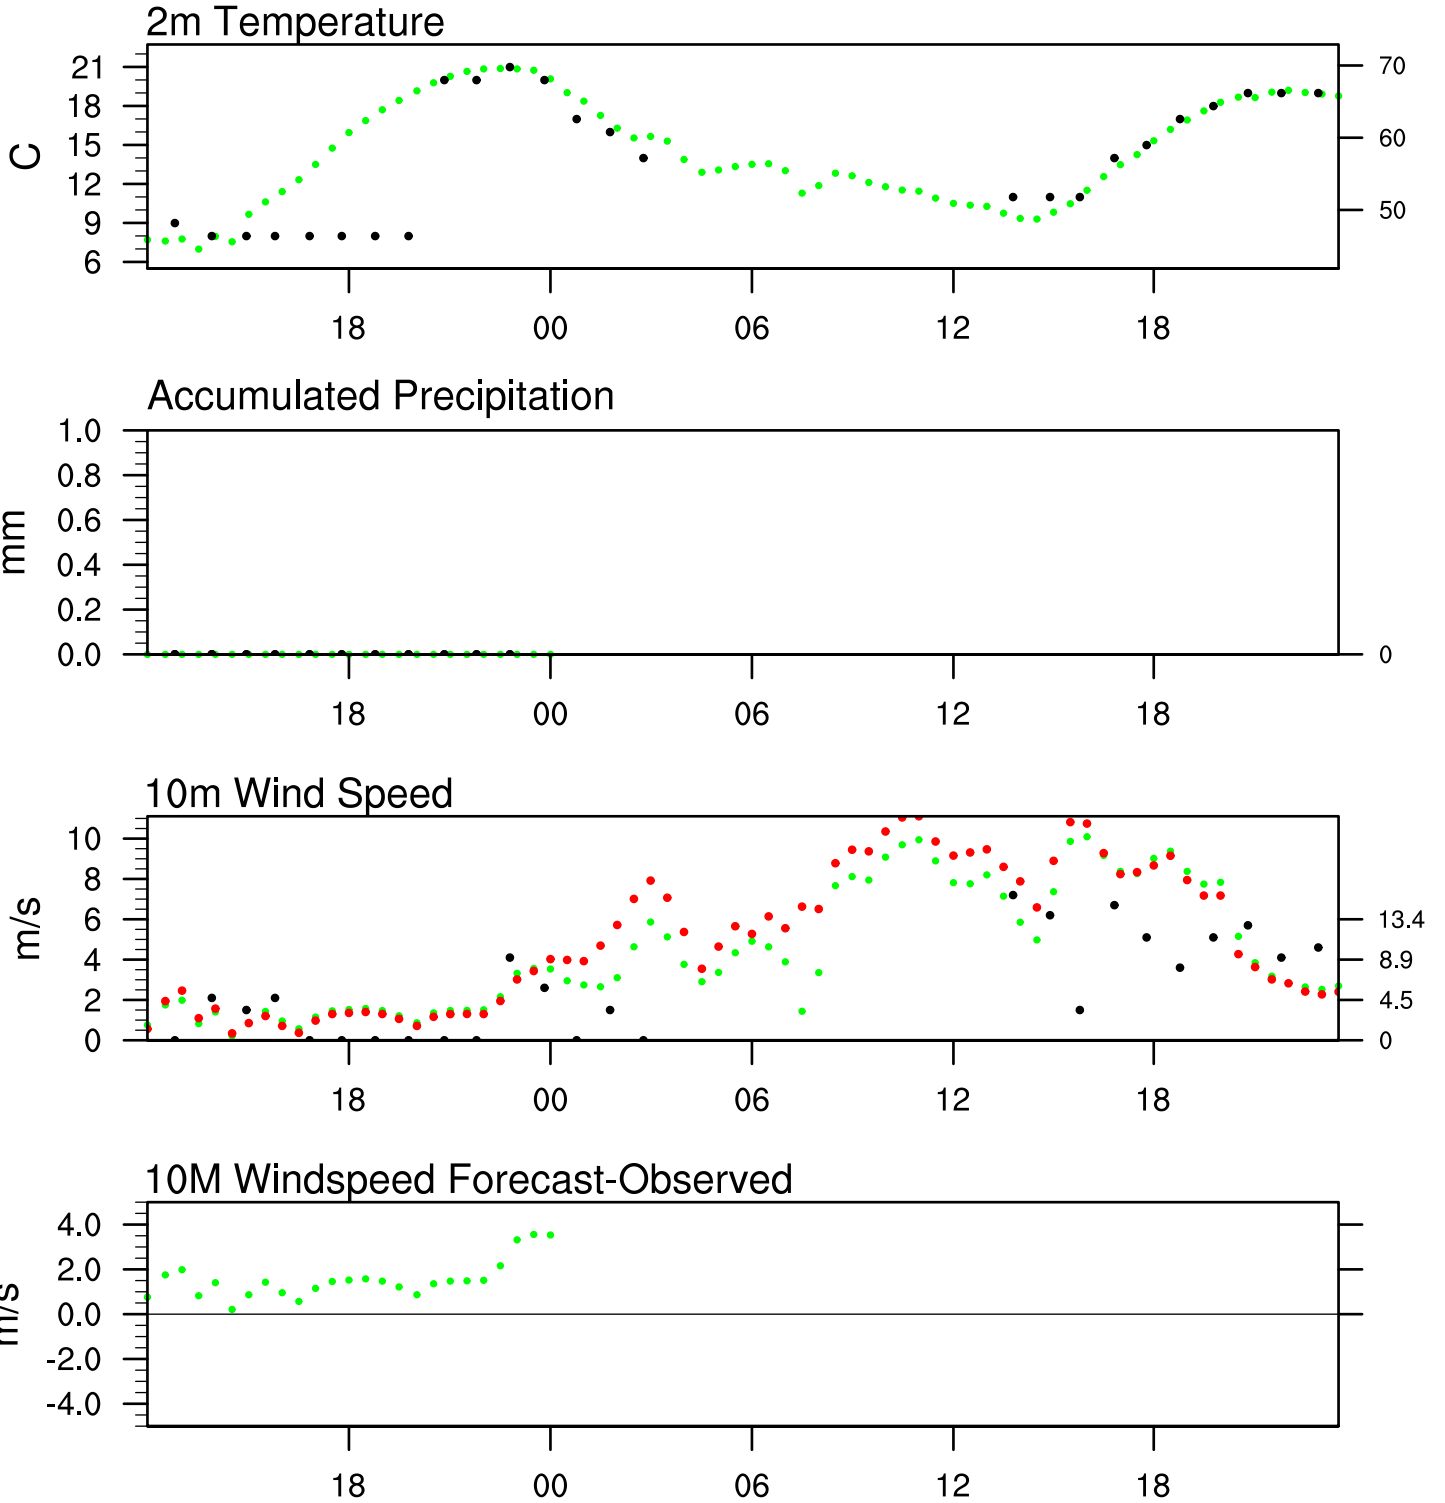 2m Temperature
21
18
15
12
9
6
C
70
60
50
18 00 06 12 18
Accumulated Precipitation
1.0
0.8
0.6
0.4
0.2
0.0
mm
0
18 00 06 12 18
10m Wind Speed
10
8
6
4
2
0
m/s
13.4
8.9
4.5
0
18 00 06 12 18
10M Windspeed Forecast-Observed
4.0
2.0
0.0
-2.0
-4.0
m/s
18 00 06 12 18